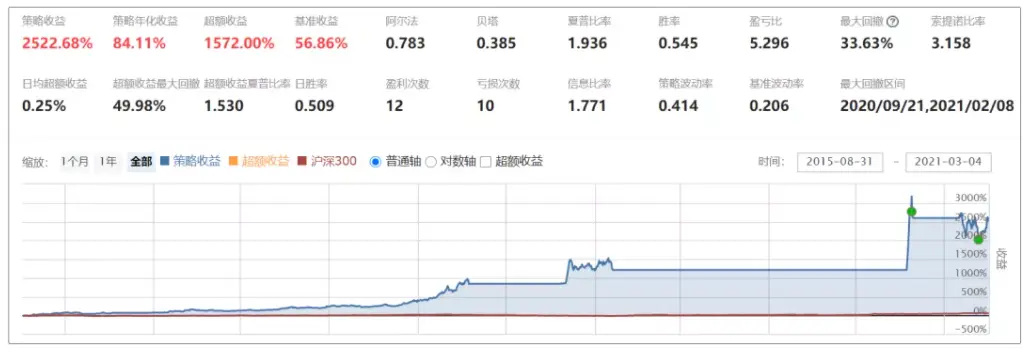 策略收益 策略年化收益 超额收益 基准收益 阿尔法 贝塔 夏普比率 胜率 盈亏比 最大回撤 ? 索提诺比率
2522.68% 84.11% 1572.00% 56.86% 0.783 0.385 1.936 0.545 5.296 33.63% 3.158
日均超额收益 超额收益最大回撤 超额收益夏普比率 日胜率 盈利次数 亏损次数 信息比率 策略波动率 基准波动率 最大回撤区间
0.25% 49.98% 1.530 0.509 12 10 1.771 0.414 0.206 2020/09/21,2021/02/08
缩放: 1个月 1年 全部 策略收益 超额收益 沪深300 普通轴 对数轴 超额收益 时间: 2015-08-31 - 2021-03-04
3000%
2500%
2000%
1500%
1000%
500%
0%
-500%
收益